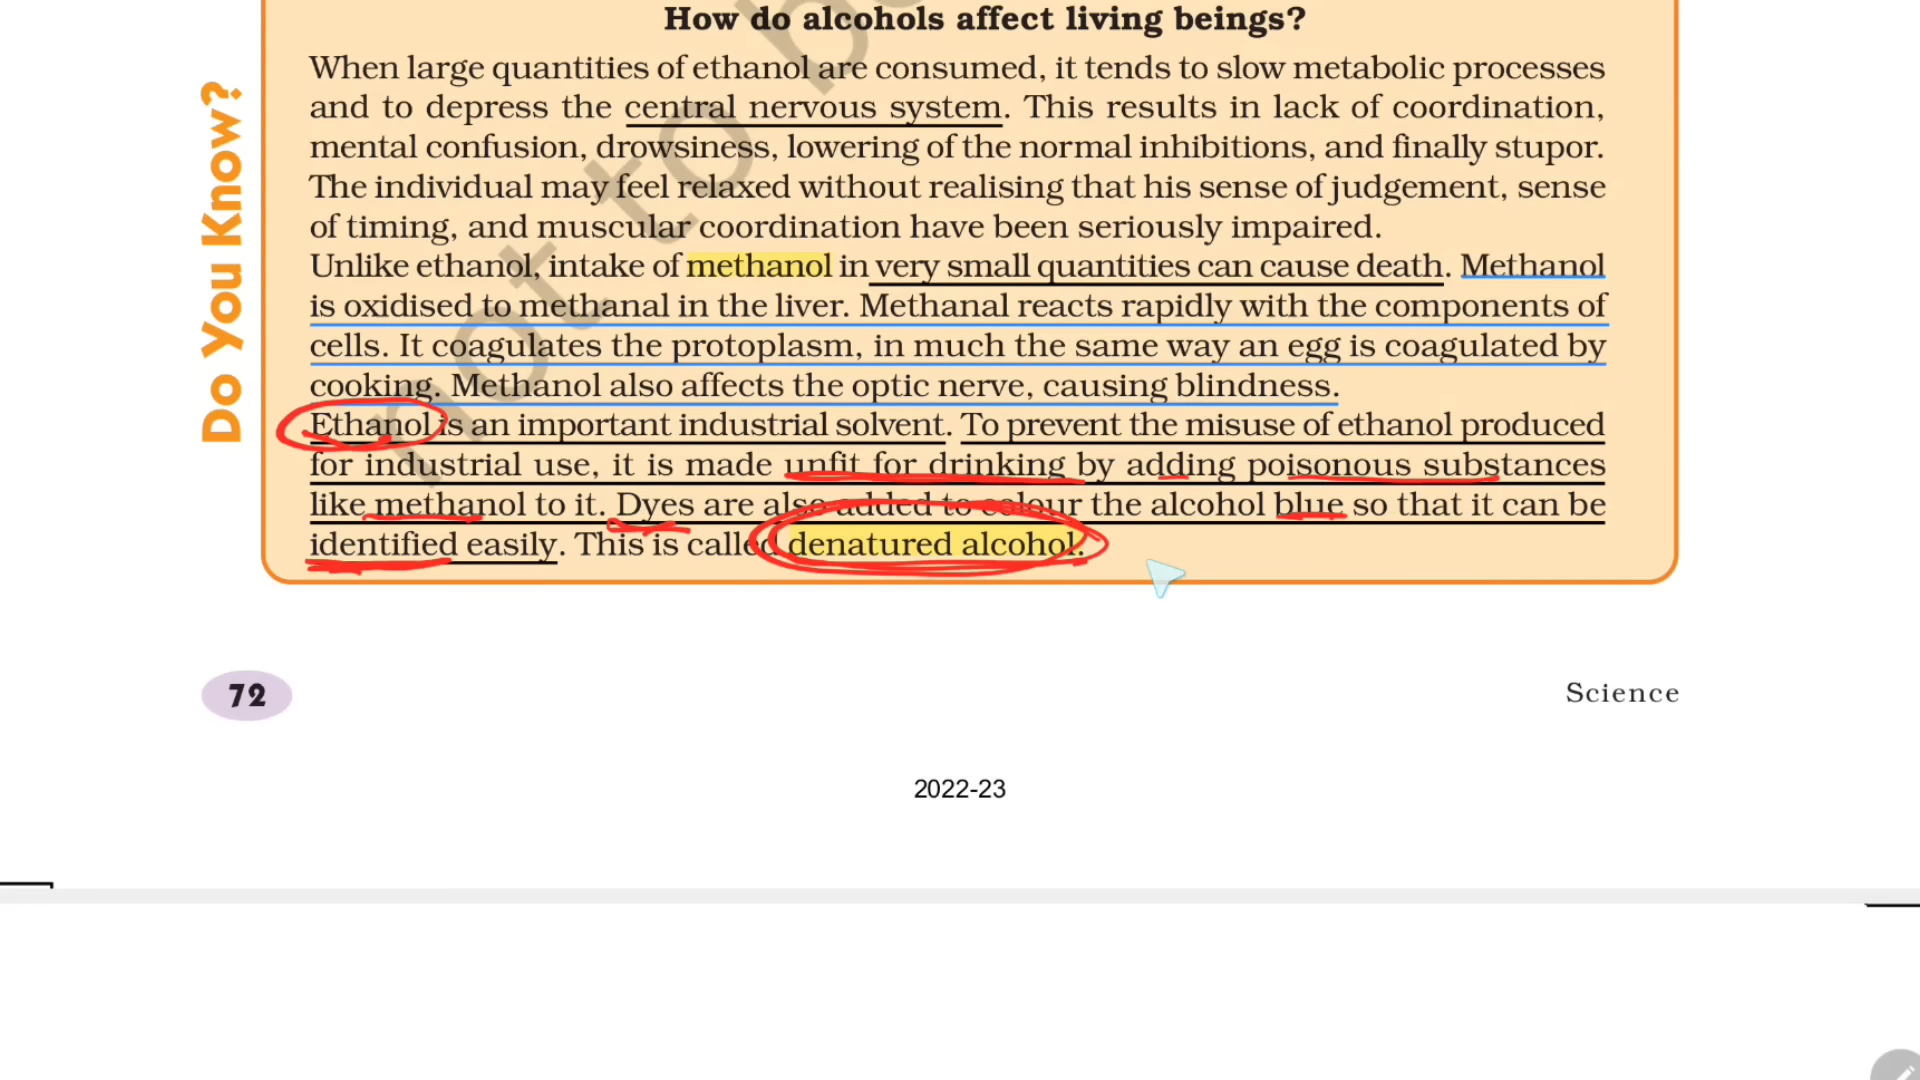 How do alcohols affect living beings?
When large quantities of ethanol are consumed, it tends to slow metabolic processes
and to depress the central nervous system. This results in lack of coordination,
mental confusion, drowsiness, lowering of the normal inhibitions, and finally stupor.
The individual may feel relaxed without realising that his sense of judgement, sense
of timing, and muscular coordination have been seriously impaired.
Unlike ethanol, intake of methanol in very small quantities can cause death. Methanol
is oxidised to methanal in the liver. Methanal reacts rapidly with the components of
cells. It coagulates the protoplasm, in much the same way an egg is coagulated by
cooking. Methanol also affects the optic nerve, causing blindness.
Ethanol is an important industrial solvent. To prevent the misuse of ethanol produced
for industrial use, it is made unfit for drinking by adding poisonous substances
like methanol to it. Dyes are also added to colour the alcohol blue so that it can be
identified easily. This is called denatured alcohol.
Do You Know?
not to
72
Science
2022-23